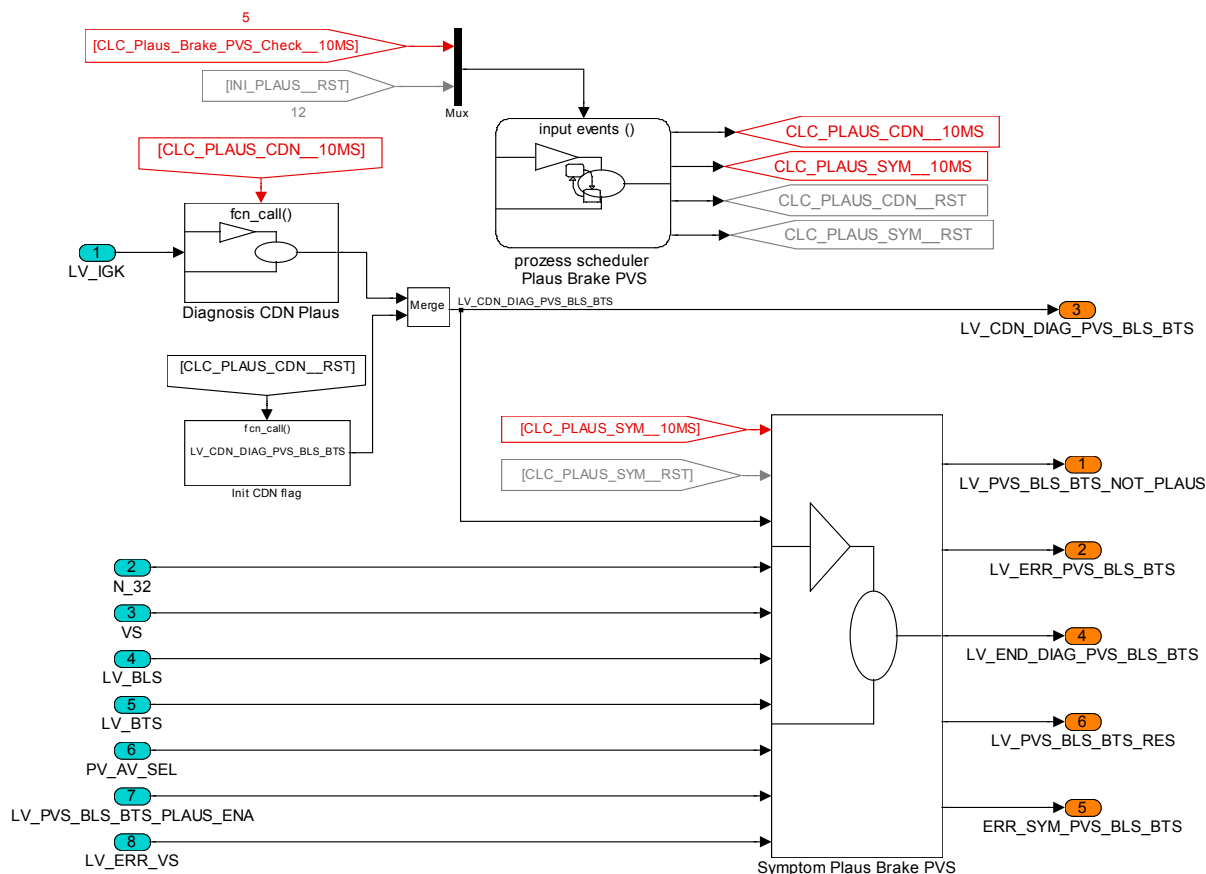 5
[CLC_Plaus_Brake_PVS_Check__10MS]
[INI_PLAUS__RST]
12
Mux
input events ()
CLC_PLAUS_CDN__10MS
CLC_PLAUS_SYM__10MS
CLC_PLAUS_CDN__RST
CLC_PLAUS_SYM__RST
prozess scheduler
Plaus Brake PVS
[CLC_PLAUS_CDN__10MS]
fcn_call()
1
LV_IGK
Diagnosis CDN Plaus
Merge
LV_CDN_DIAG_PVS_BLS_BTS
3
LV_CDN_DIAG_PVS_BLS_BTS
[CLC_PLAUS_CDN__RST]
fcn_call()
LV_CDN_DIAG_PVS_BLS_BTS
Init CDN flag
[CLC_PLAUS_SYM__10MS]
[CLC_PLAUS_SYM__RST]
1
LV_PVS_BLS_BTS_NOT_PLAUS
2
LV_ERR_PVS_BLS_BTS
4
LV_END_DIAG_PVS_BLS_BTS
6
LV_PVS_BLS_BTS_RES
5
ERR_SYM_PVS_BLS_BTS
2
N_32
3
VS
4
LV_BLS
5
LV_BTS
6
PV_AV_SEL
7
LV_PVS_BLS_BTS_PLAUS_ENA
8
LV_ERR_VS
Symptom Plaus Brake PVS